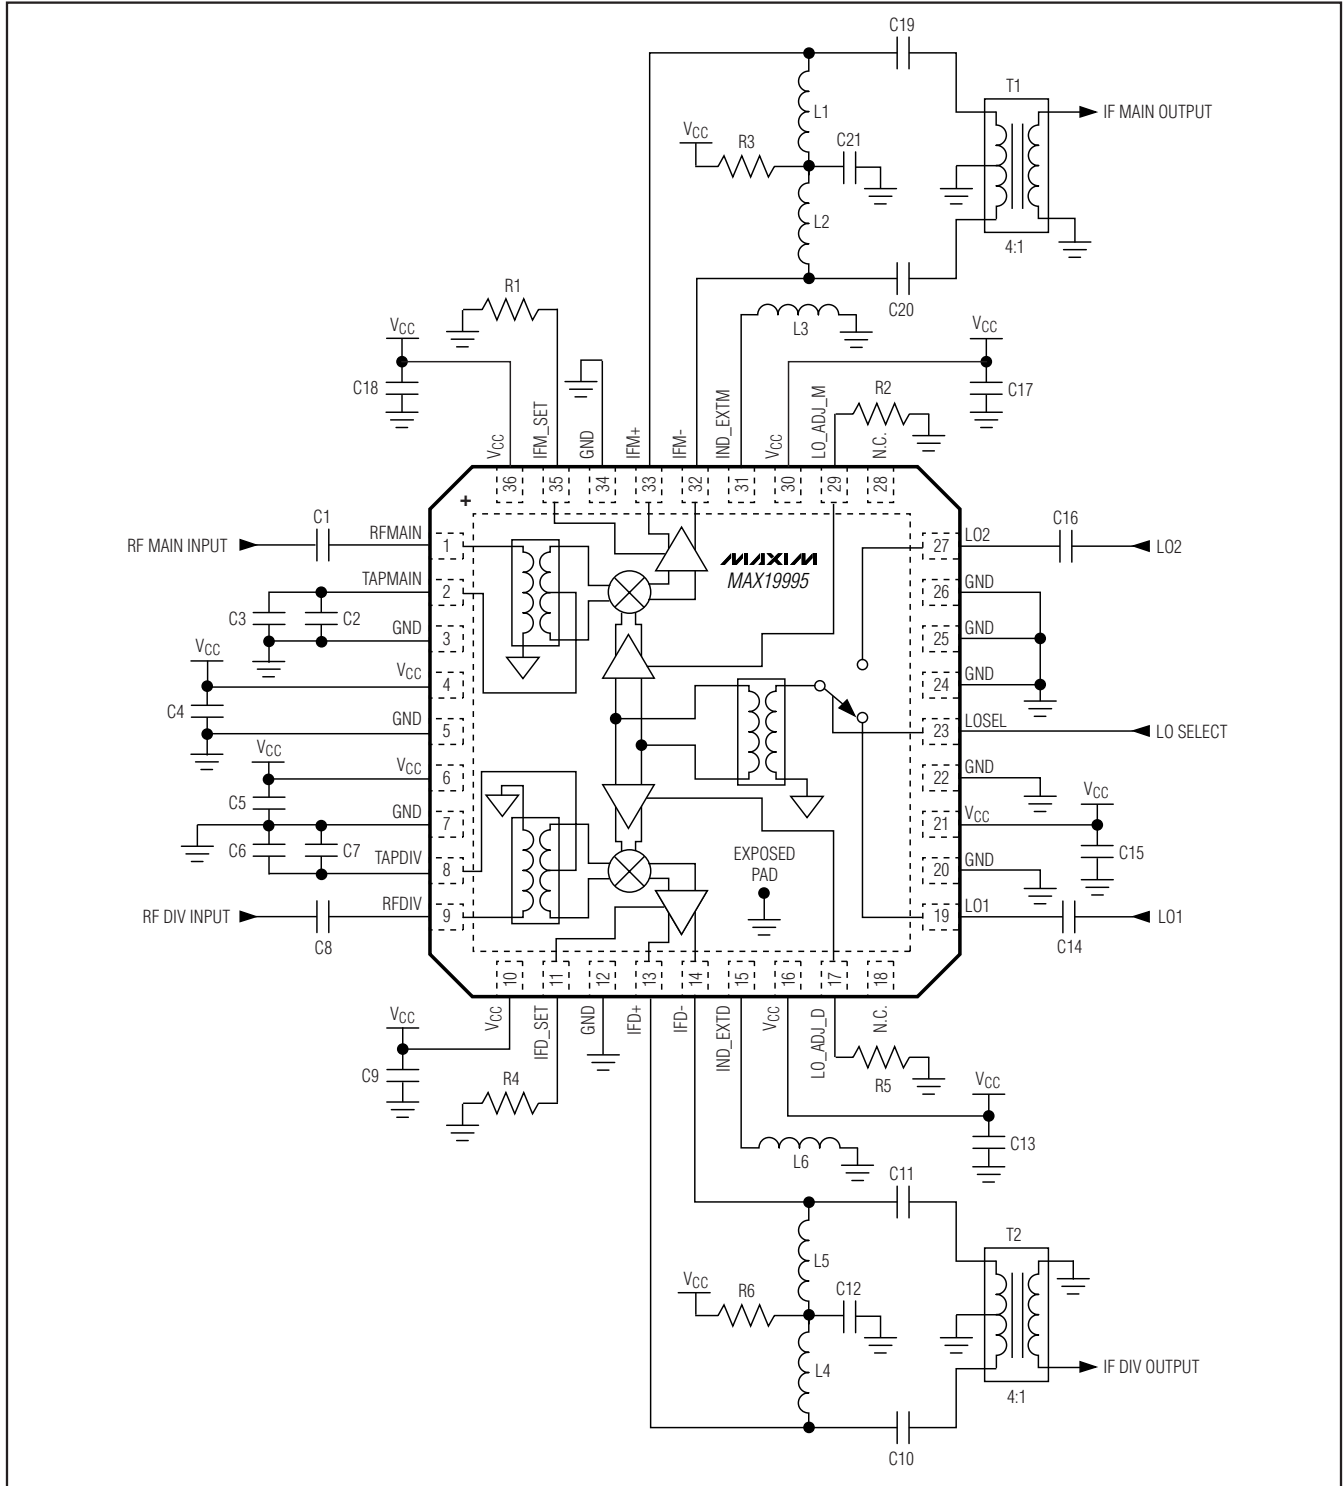 C19
T1
IF MAIN OUTPUT
L1
VCC
R3
C21
L2
4:1
C20
R1
L3
VCC
VCC
C18
C17
R2
VCC
IFM_SET
GND
IFM+
IFM-
IND_EXTM
VCC
LO_ADJ_M
N.C.
36
35
34
33
32
31
30
29
28
+
C1
RF MAIN INPUT
RFMAIN
1
MAXIM
MAX19995
27
LO2
C16
LO2
TAPMAIN
2
26
GND
C3
C2
GND
3
25
GND
VCC
VCC
4
24
GND
C4
GND
5
23
LOSEL
LO SELECT
VCC
VCC
6
22
GND
C5
GND
7
21
VCC
VCC
C6
C7
TAPDIV
8
EXPOSED
PAD
20
GND
C15
RF DIV INPUT
RFDIV
9
19
LO1
LO1
C8
C14
10
11
12
13
14
15
16
17
18
VCC
IFD_SET
GND
IFD+
IFD-
IND_EXTD
VCC
LO_ADJ_D
N.C.
VCC
C9
R4
R5
VCC
C13
L6
C11
T2
L5
VCC
R6
C12
L4
IF DIV OUTPUT
4:1
C10